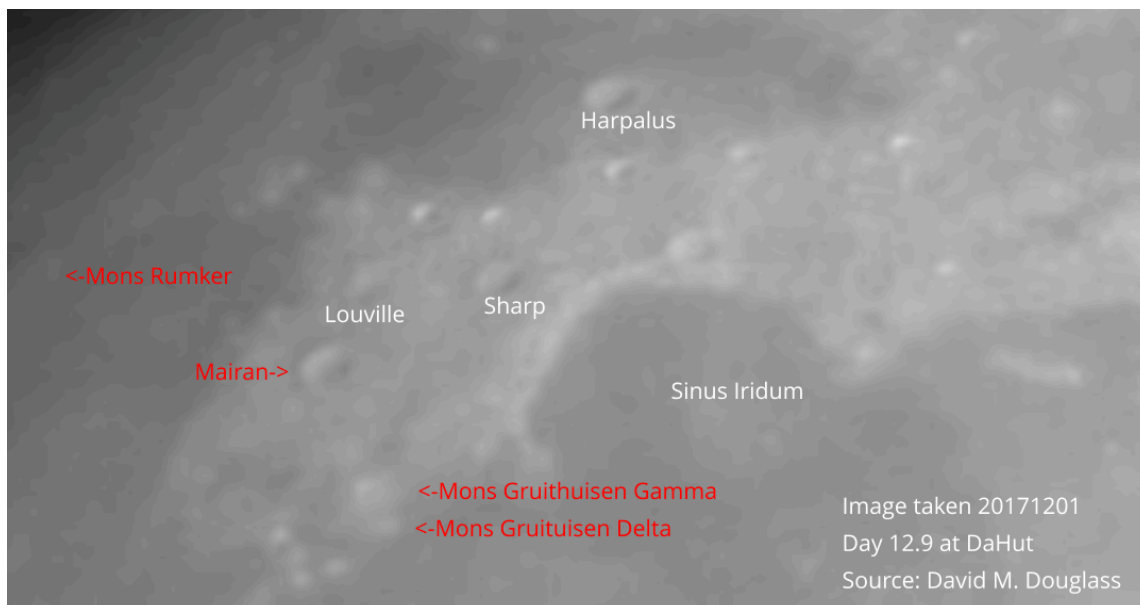 Harpalus
<-Mons Rumker
Louville
Sharp
Mairan->
Sinus Iridum
<-Mons Gruithuisen Gamma
<-Mons Gruituisen Delta
Image taken 20171201
Day 12.9 at DaHut
Source: David M. Douglass